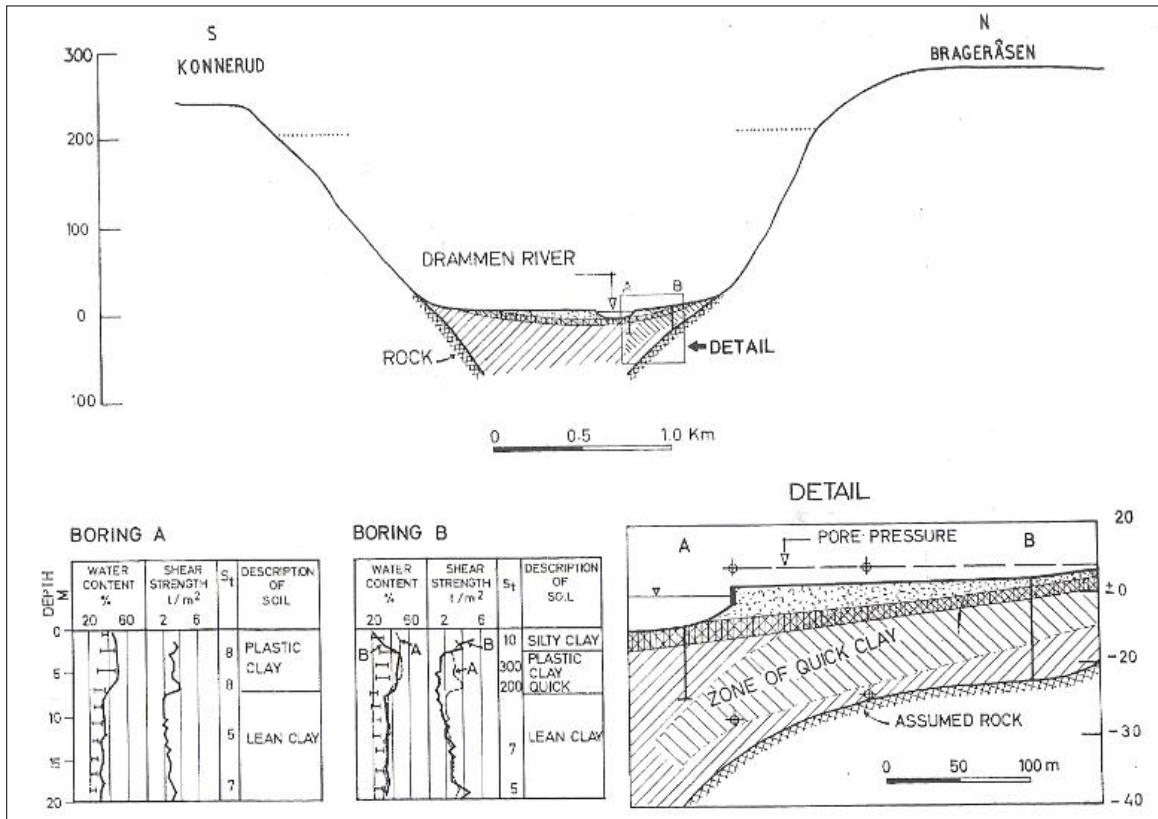 S
KONNERUD
N
BRAGERÅSEN
300
200
100
0
100
DRAMMEN RIVER
A
B
ROCK
DETAIL
0 0.5 1.0 Km
DETAIL
BORING A
BORING B
DEPTH M
WATER CONTENT %
20 60
SHEAR STRENGTH t/m²
2 6
St
DESCRIPTION OF SOIL
0
5
10
15
20
8
8
5
7
PLASTIC CLAY
LEAN CLAY
WATER CONTENT %
20 60
SHEAR STRENGTH t/m²
2 6
St
DESCRIPTION OF SOIL
B
A
B
A
10
300
200
7
5
SILTY CLAY
PLASTIC CLAY
QUICK
LEAN CLAY
A
PORE PRESSURE
B
ZONE OF QUICK CLAY
ASSUMED ROCK
0 50 100 m
20
± 0
-20
-30
-40